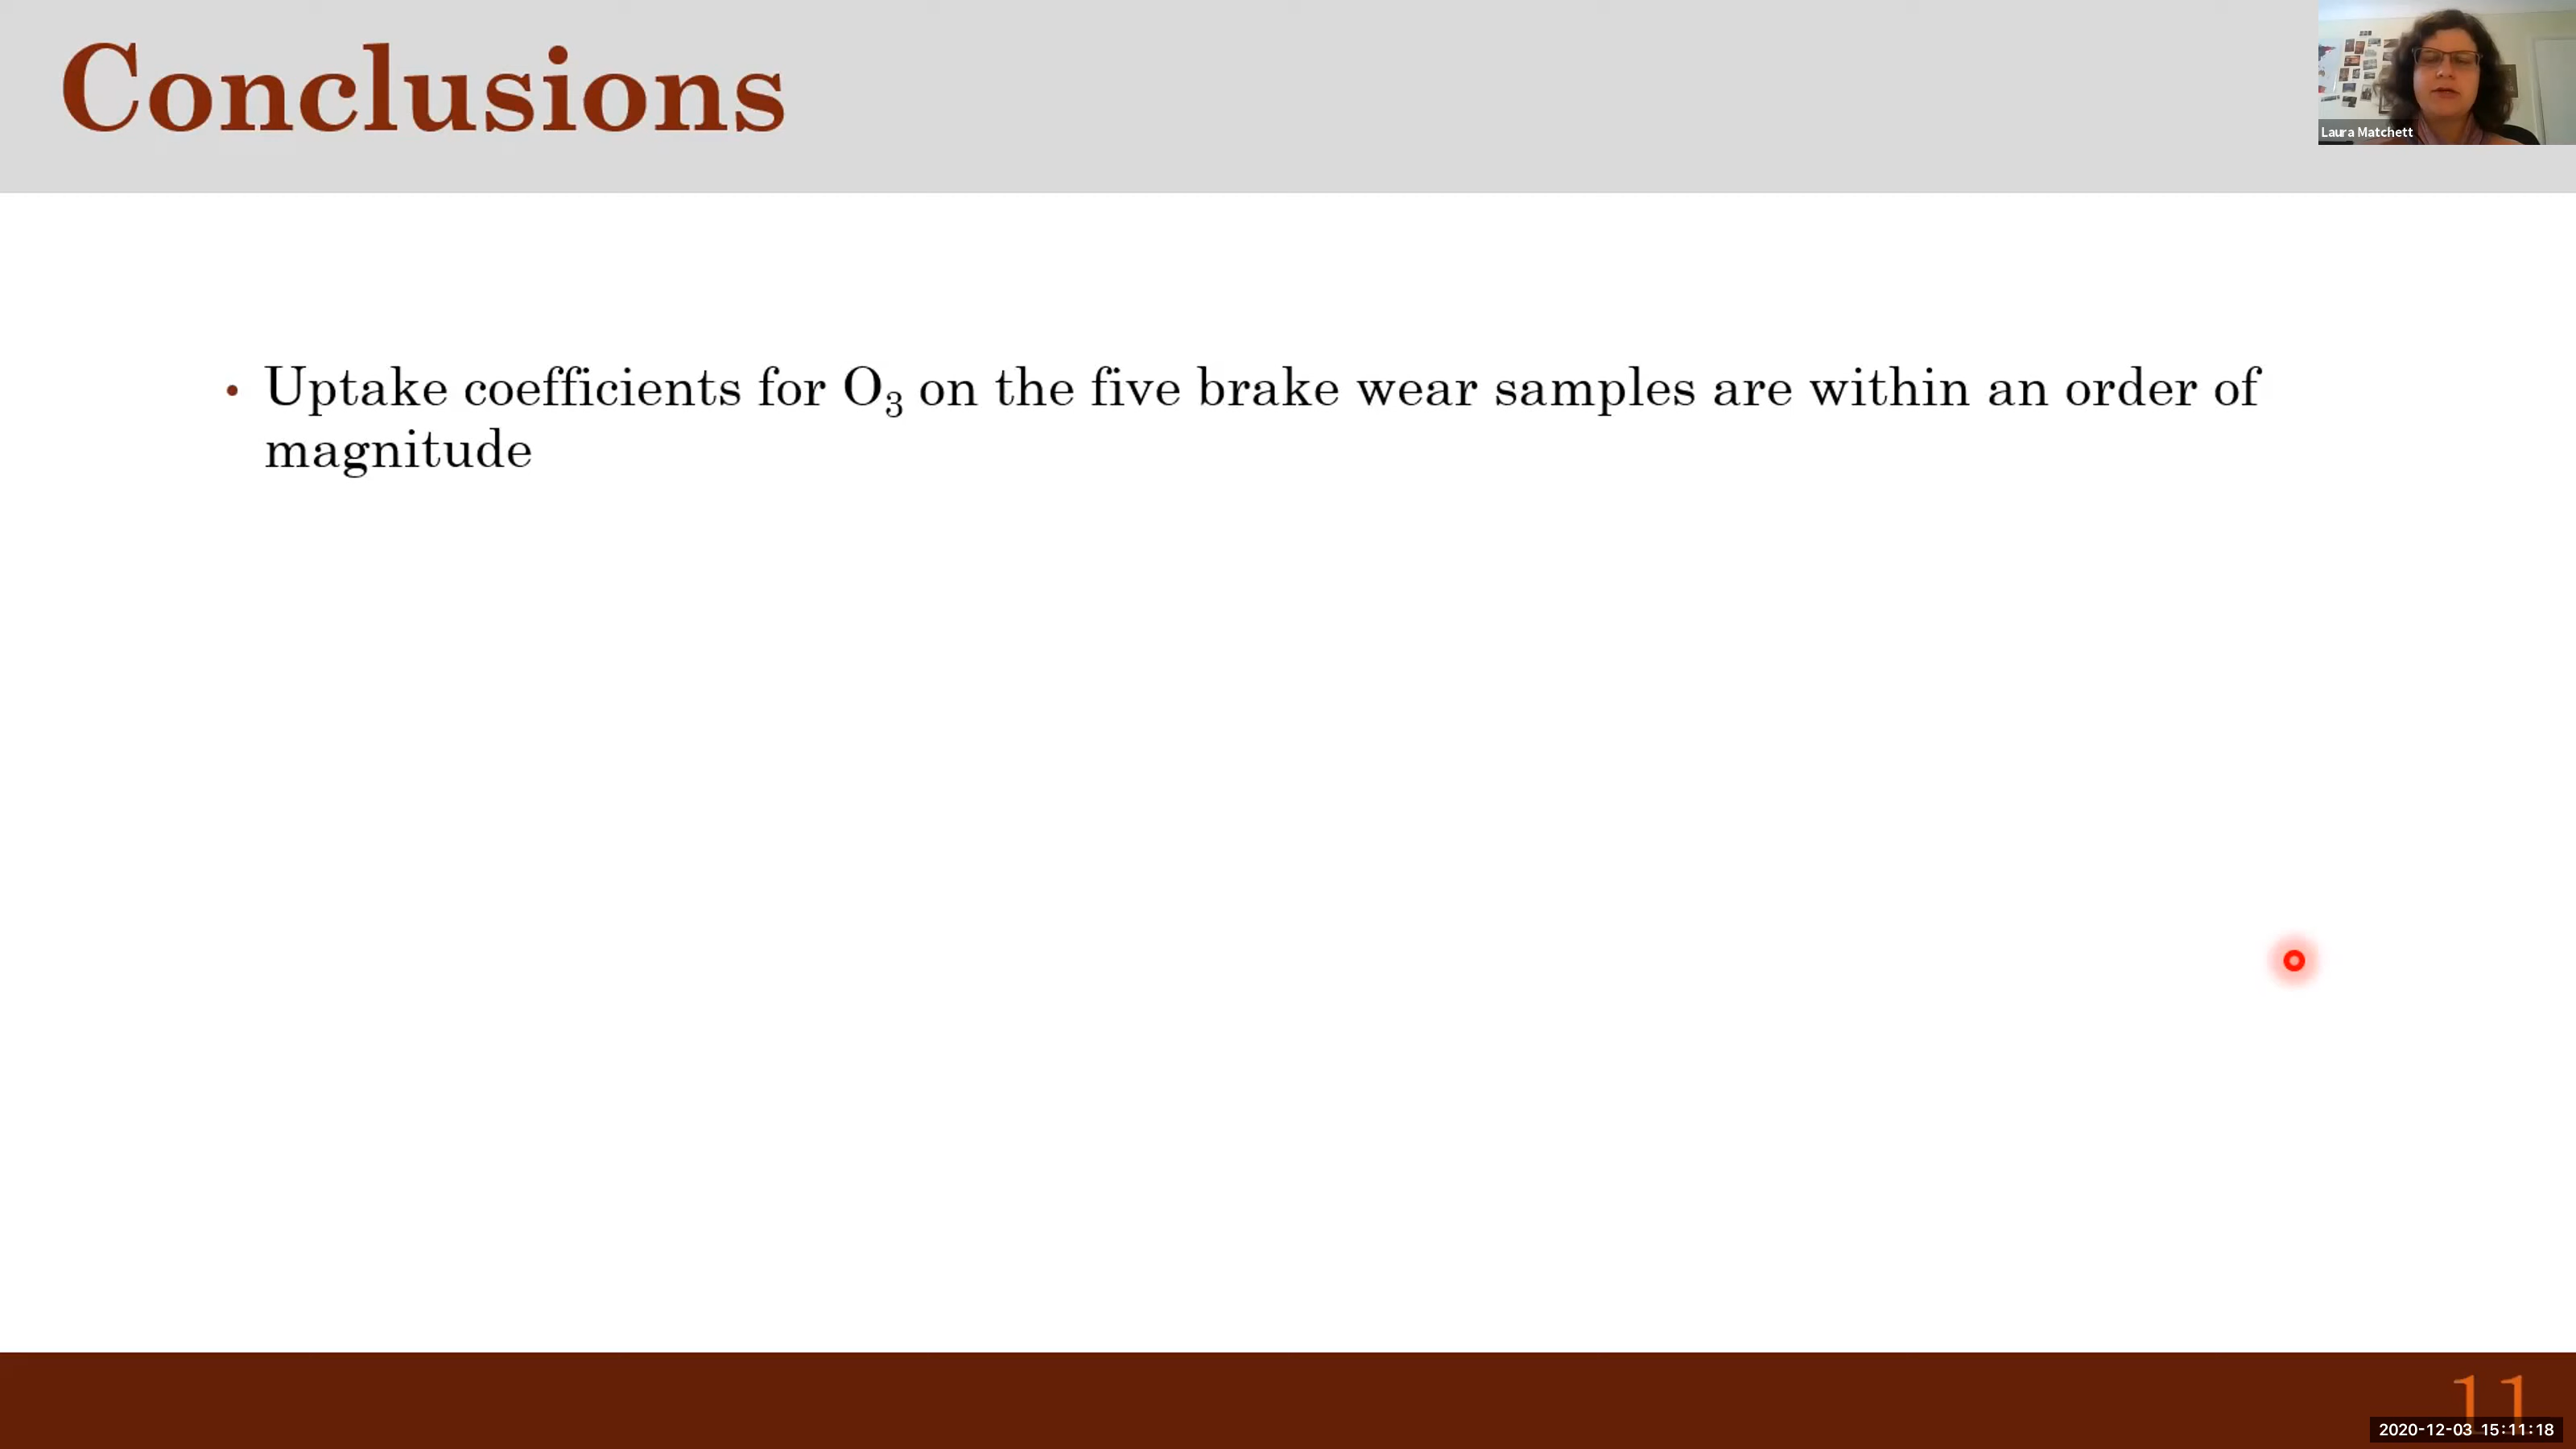 Conclusions
Laura Matchett
• Uptake coefficients for O₃ on the five brake wear samples are within an order of
magnitude
11
2020-12-03 15:11:18